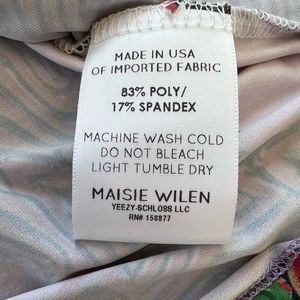 MADE IN USA
OF IMPORTED FABRIC
83% POLY/
17% SPANDEX
MACHINE WASH COLD
DO NOT BLEACH
LIGHT TUMBLE DRY
MAISIE WILEN
YEEZY-SCHLOSS LLC
RN# 158877